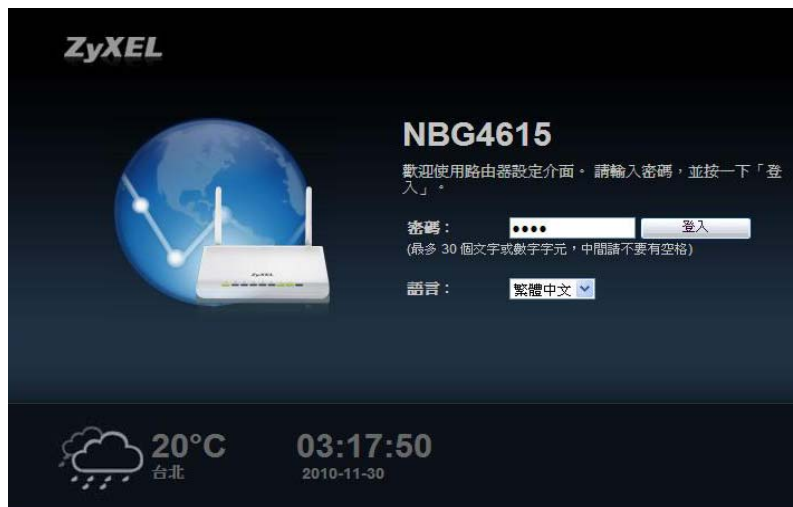 ZyXEL
NBG4615
歡迎使用路由器設定介面。 請輸入密碼，並按一下「登
入」。
密碼： •••• 登入
(最多 30 個文字或數字字元，中間請不要有空格)
語言： 繁體中文
ZyXEL
20°C 03:17:50
台北 2010-11-30